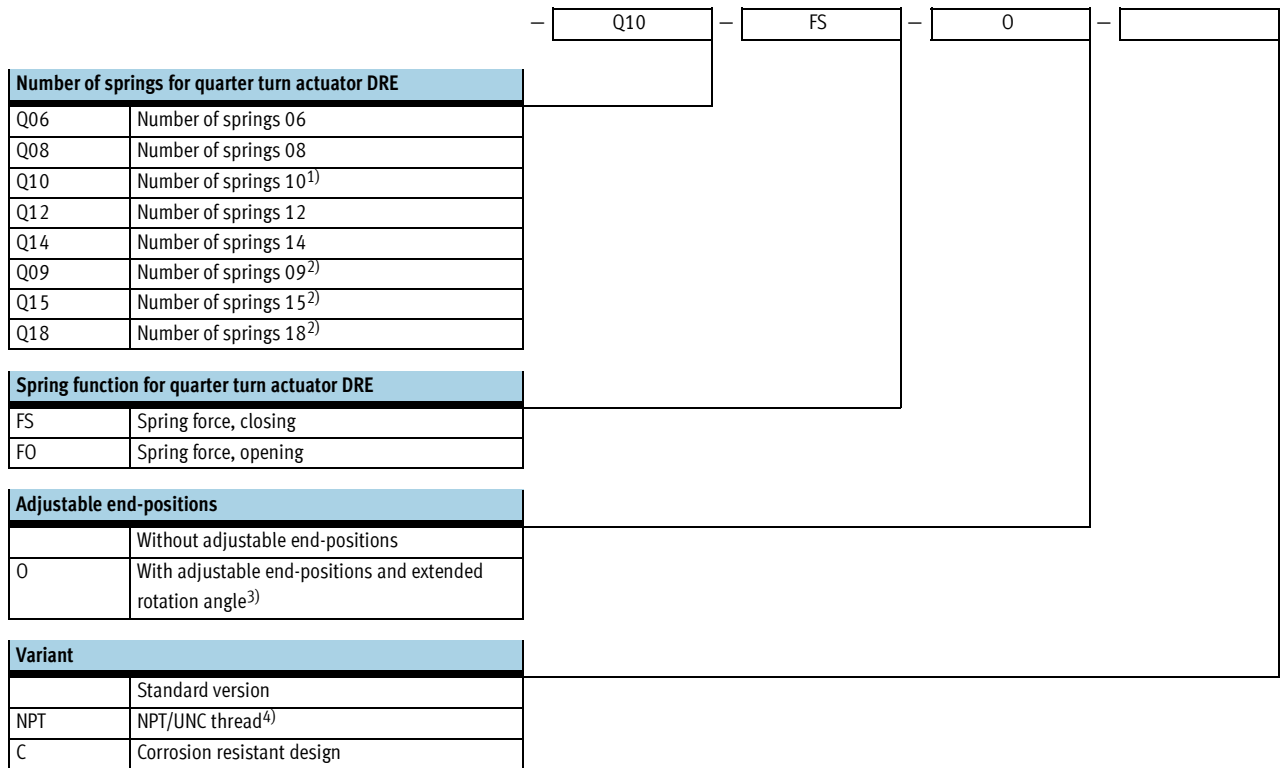 – Q10 – FS – O –
Number of springs for quarter turn actuator DRE
Q06 Number of springs 06
Q08 Number of springs 08
Q10 Number of springs 101)
Q12 Number of springs 12
Q14 Number of springs 14
Q09 Number of springs 092)
Q15 Number of springs 152)
Q18 Number of springs 182)
Spring function for quarter turn actuator DRE
FS Spring force, closing
FO Spring force, opening
Adjustable end-positions
Without adjustable end-positions
O With adjustable end-positions and extended
rotation angle3)
Variant
Standard version
NPT NPT/UNC thread4)
C Corrosion resistant design